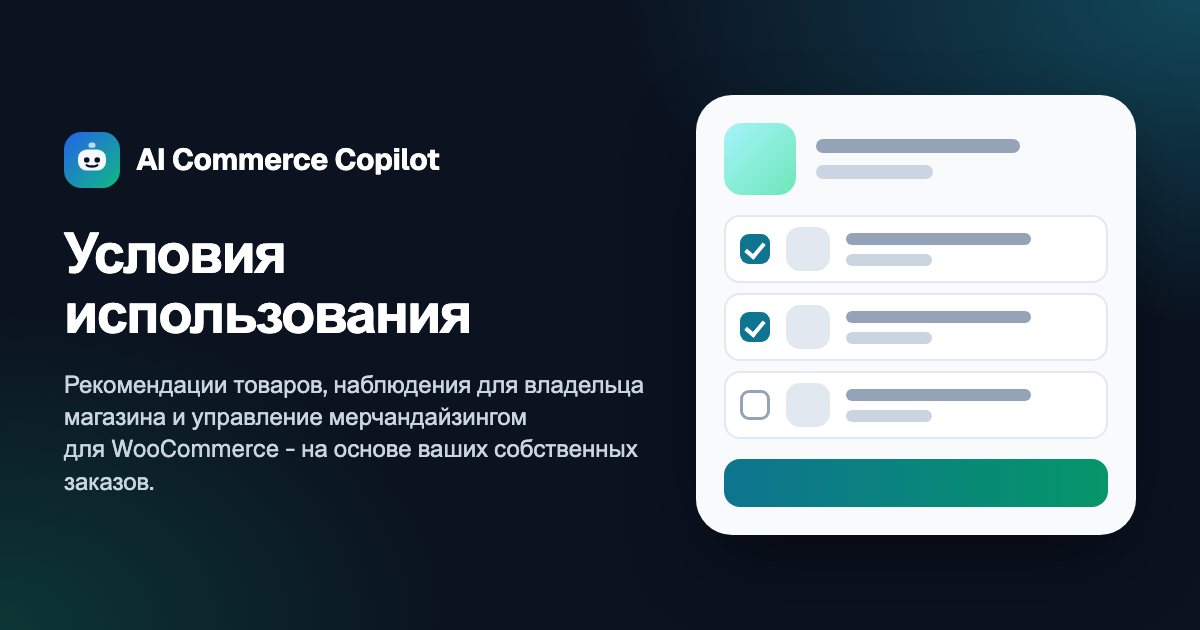 AI Commerce Copilot
Условия
использования
Рекомендации товаров, наблюдения для владельца
магазина и управление мерчандайзингом
для WooCommerce - на основе ваших собственных
заказов.